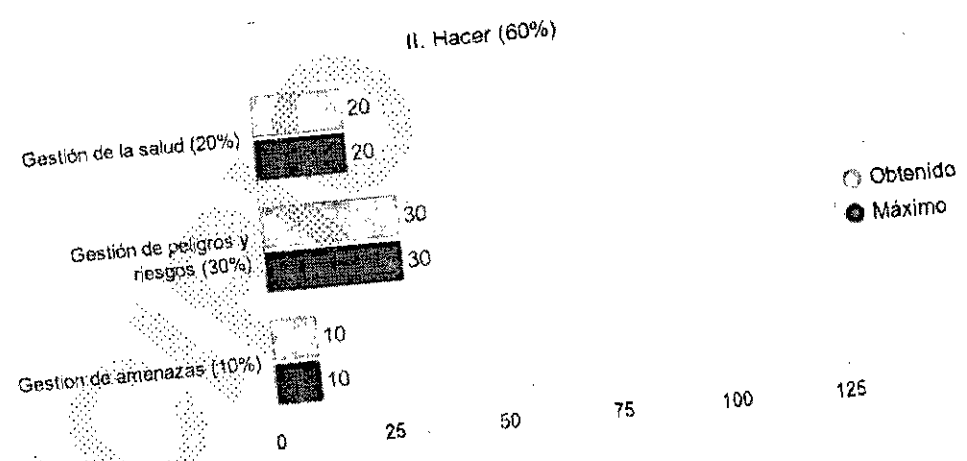 II. Hacer (60%)
Gestión de la salud (20%)
20
20
Obtenido
Máximo
Gestión de peligros y
riesgos (30%)
30
30
Gestion de amenazas (10%)
10
10
0 25 50 75 100 125